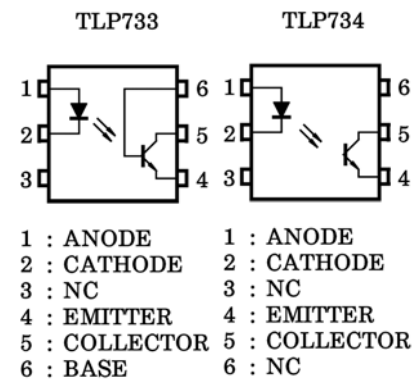 TLP733 TLP734
1 6 1 6
2 5 2 5
3 4 3 4
1 : ANODE 1 : ANODE
2 : CATHODE 2 : CATHODE
3 : NC 3 : NC
4 : EMITTER 4 : EMITTER
5 : COLLECTOR 5 : COLLECTOR
6 : BASE 6 : NC